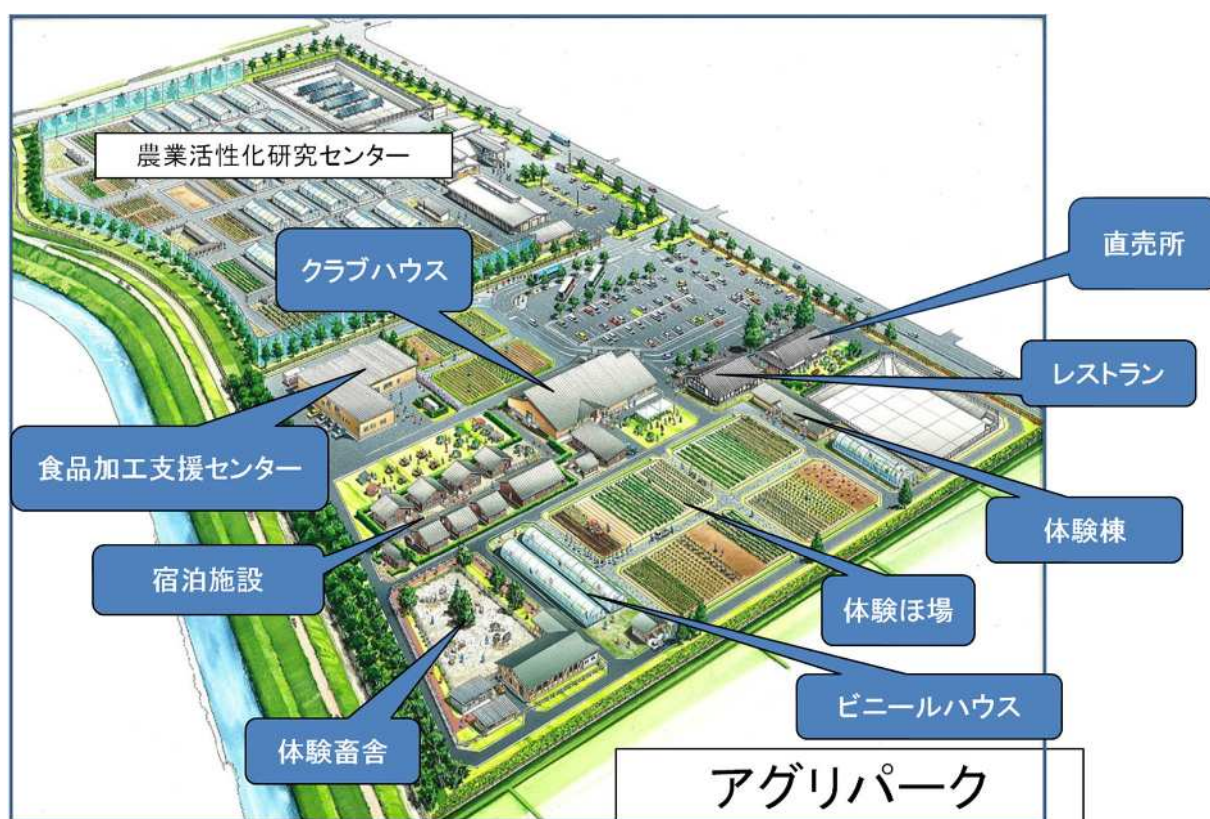 農業活性化研究センター
クラブハウス
直売所
レストラン
食品加工支援センター
体験棟
宿泊施設
体験ほ場
ビニールハウス
体験畜舎
アグリパーク